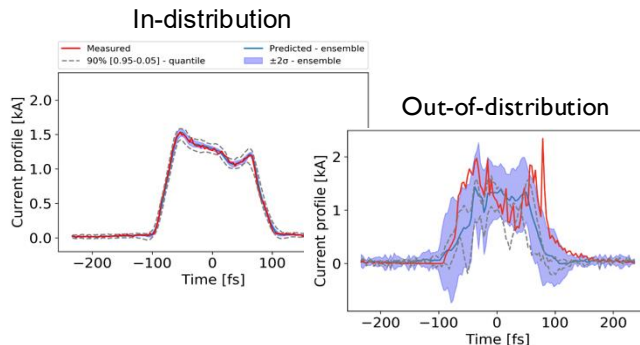 In-distribution
Measured
90% [0.95-0.05] - quantile
Predicted - ensemble
±2σ - ensemble
2.0
1.5
1.0
0.5
0.0
Current profile [kA]
-200
-100
0
100
Time [fs]
Out-of-distribution
2
1
0
Current profile [kA]
-200
-100
0
100
200
Time [fs]